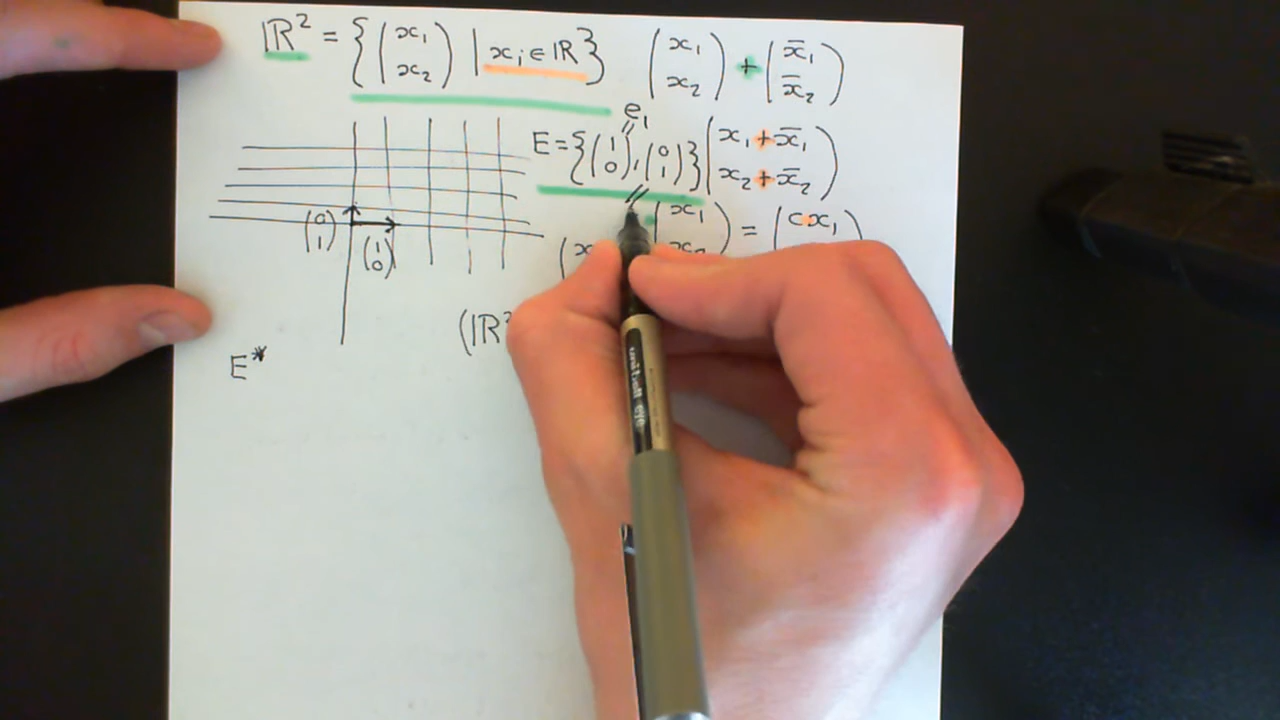 ℝ² = { (x₁ x₂) | xᵢ ∈ ℝ }
(x₁ x₂) + (x̄₁ x̄₂)
e₁
E = { (1 0), (0 1) }
(x₁ + x̄₁ x₂ + x̄₂)
(x₁ x₂) = (cx₁
(0 1)
(1 0)
(x
(ℝ²
E*
uni-ball eye